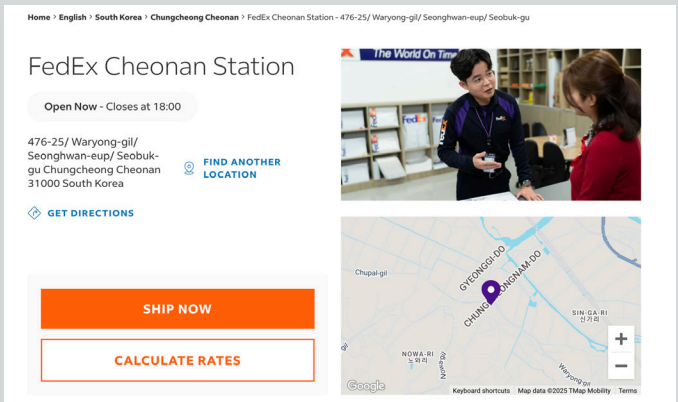 Home > English > South Korea > Chungcheong Cheonan > FedEx Cheonan Station - 476-25/ Waryong-gil/ Seonghwan-eup/ Seobuk-gu
FedEx Cheonan Station
Open Now - Closes at 18:00
476-25/ Waryong-gil/
Seonghwan-eup/ Seobuk-
gu Chungcheong Cheonan
31000 South Korea
FIND ANOTHER
LOCATION
GET DIRECTIONS
SHIP NOW
CALCULATE RATES
The World On Time
FedEx
Chupal-gil
GYEONGGI-DO
SIN-GA-RI
신가리
NOWA-RI
노와리
Waryong-gil
Google
Keyboard shortcuts
Map data ©2025 TMap Mobility
Terms